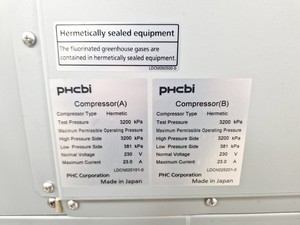 Hermetically sealed equipment
The fluorinated greenhouse gases are
contained in hermetically sealed equipment.
PHCbi
Compressor(A)
Compressor Type Hermetic
Test Pressure 3200 kPa
Maximum Permissible Operating Pressure
High Pressure Side 3200 kPa
Low Pressure Side 381 kPa
Normal Voltage 230 V
Maximum Current 23.0 A
PHC Corporation
Made in Japan
PHCbi
Compressor(B)
Compressor Type Hermetic
Test Pressure 3200 kPa
Maximum Permissible Operating Pressure
High Pressure Side 3200 kPa
Low Pressure Side 381 kPa
Normal Voltage 230 V
Maximum Current 23.0 A
PHC Corporation
Made in Japan